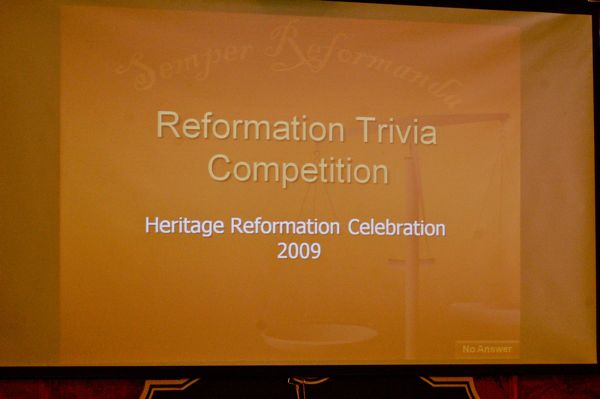 Semper Reformanda
Reformation Trivia
Competition
Heritage Reformation Celebration
2009
No Answer